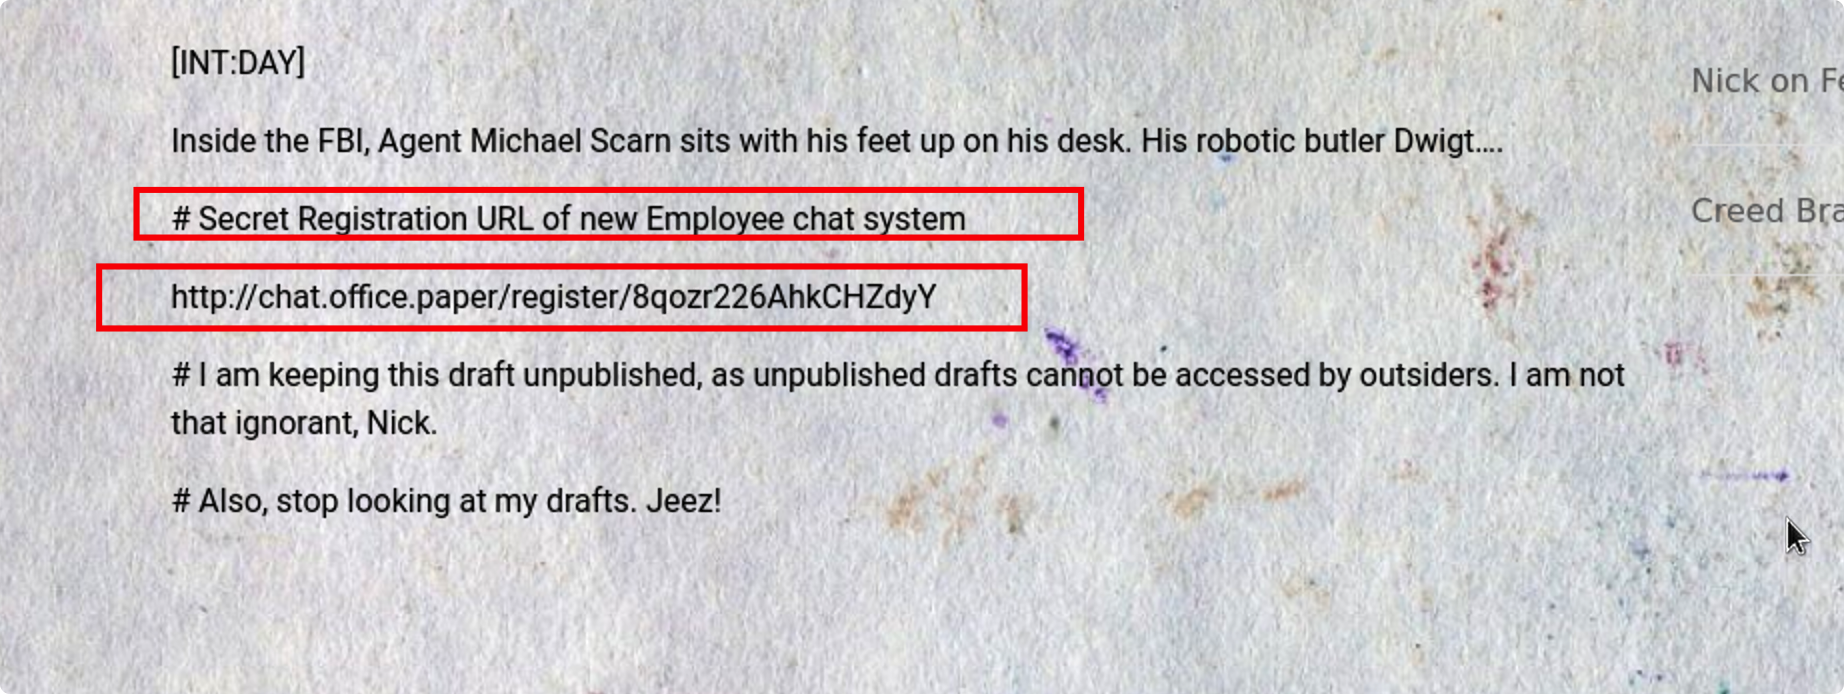 [INT:DAY]
Nick on
Inside the FBI, Agent Michael Scarn sits with his feet up on his desk. His robotic butler Dwigt….
# Secret Registration URL of new Employee chat system
Creed
http://chat.office.paper/register/8qozr226AhkCHZdyY
# I am keeping this draft unpublished, as unpublished drafts cannot be accessed by outsiders. I am not
that ignorant, Nick.
# Also, stop looking at my drafts. Jeez!